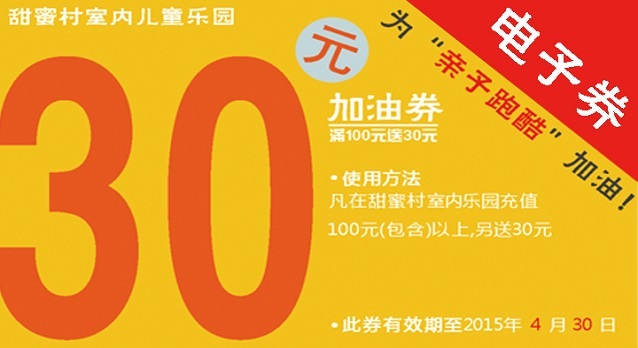 甜蜜村室内儿童乐园
30元
电子券
为“亲子跑酷”加油!
加油券
满100元送30元
•使用方法
凡在甜蜜村室内乐园充值
100元(包含)以上,另送30元
•此券有效期至2015年 4 月 30 日